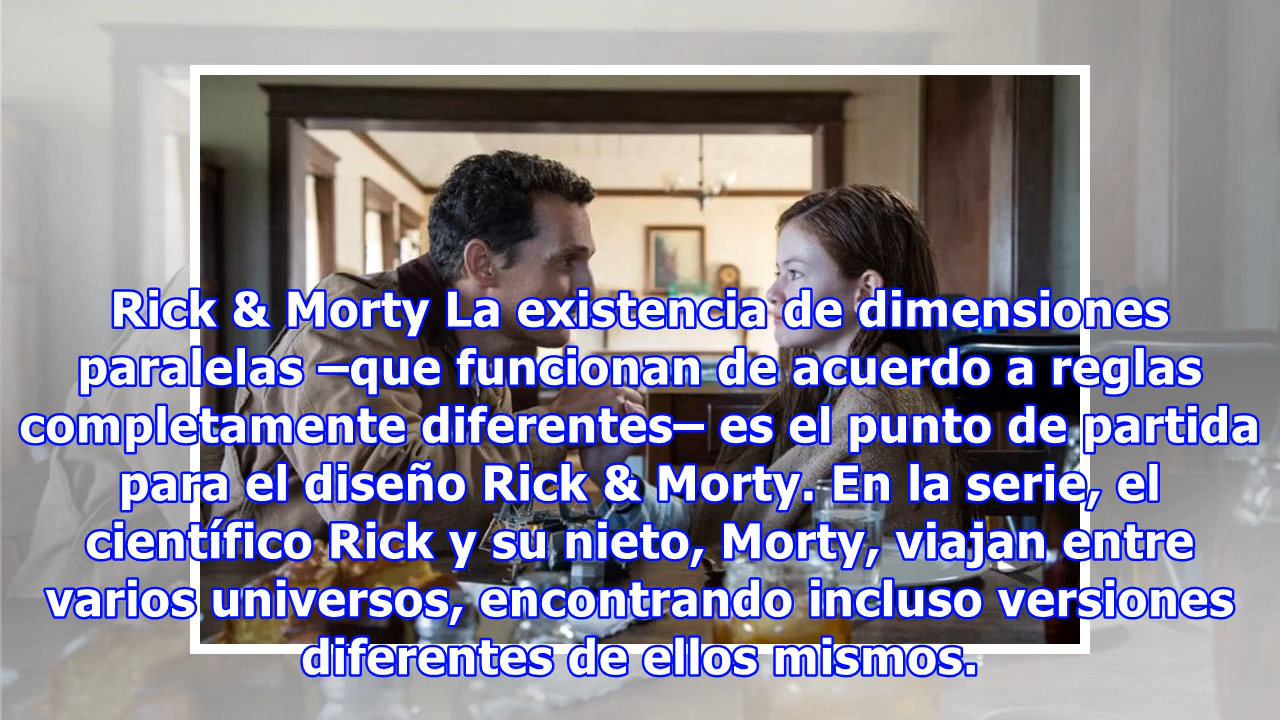 Rick & Morty La existencia de dimensiones
paralelas –que funcionan de acuerdo a reglas
completamente diferentes– es el punto de partida
para el diseño Rick & Morty. En la serie, el
científico Rick y su nieto, Morty, viajan entre
varios universos, encontrando incluso versiones
diferentes de ellos mismos.